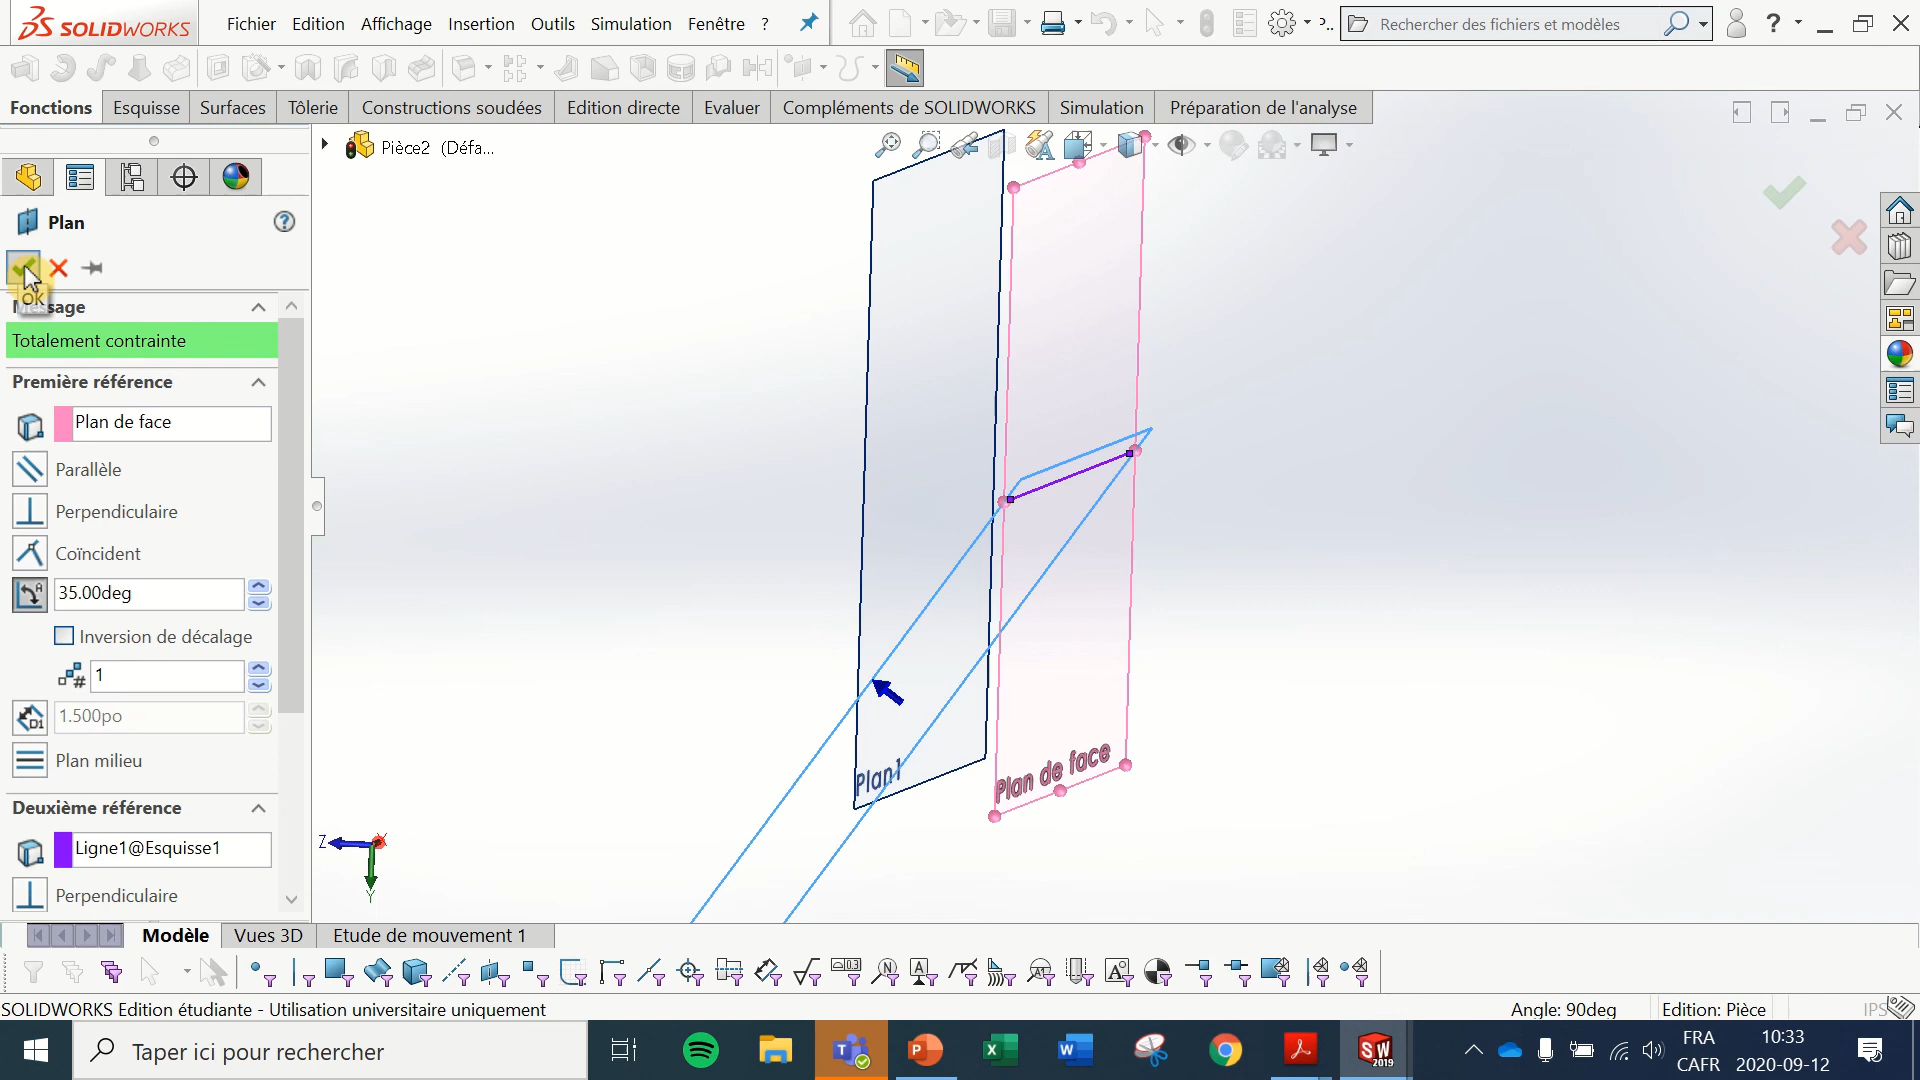 SOLIDWORKS
Fichier Edition Affichage Insertion Outils Simulation Fenêtre ?
Rechercher des fichiers et modèles
?
Fonctions Esquisse Surfaces Tôlerie Constructions soudées Edition directe Evaluer Compléments de SOLIDWORKS Simulation Préparation de l'analyse
Pièce2 (Défa...
Plan
OK
Message
Totalement contrainte
Première référence
Plan de face
Parallèle
Perpendiculaire
Coïncident
35.00deg
Inversion de décalage
1
1.500po
Plan milieu
Deuxième référence
Ligne1@Esquisse1
Perpendiculaire
Plan1
Plan de face
Z
X
Y
Modèle Vues 3D Etude de mouvement 1
SOLIDWORKS Edition étudiante - Utilisation universitaire uniquement
Angle: 90deg
Edition: Pièce
IPS
Taper ici pour rechercher
FRA
CAFR
10:33
2020-09-12